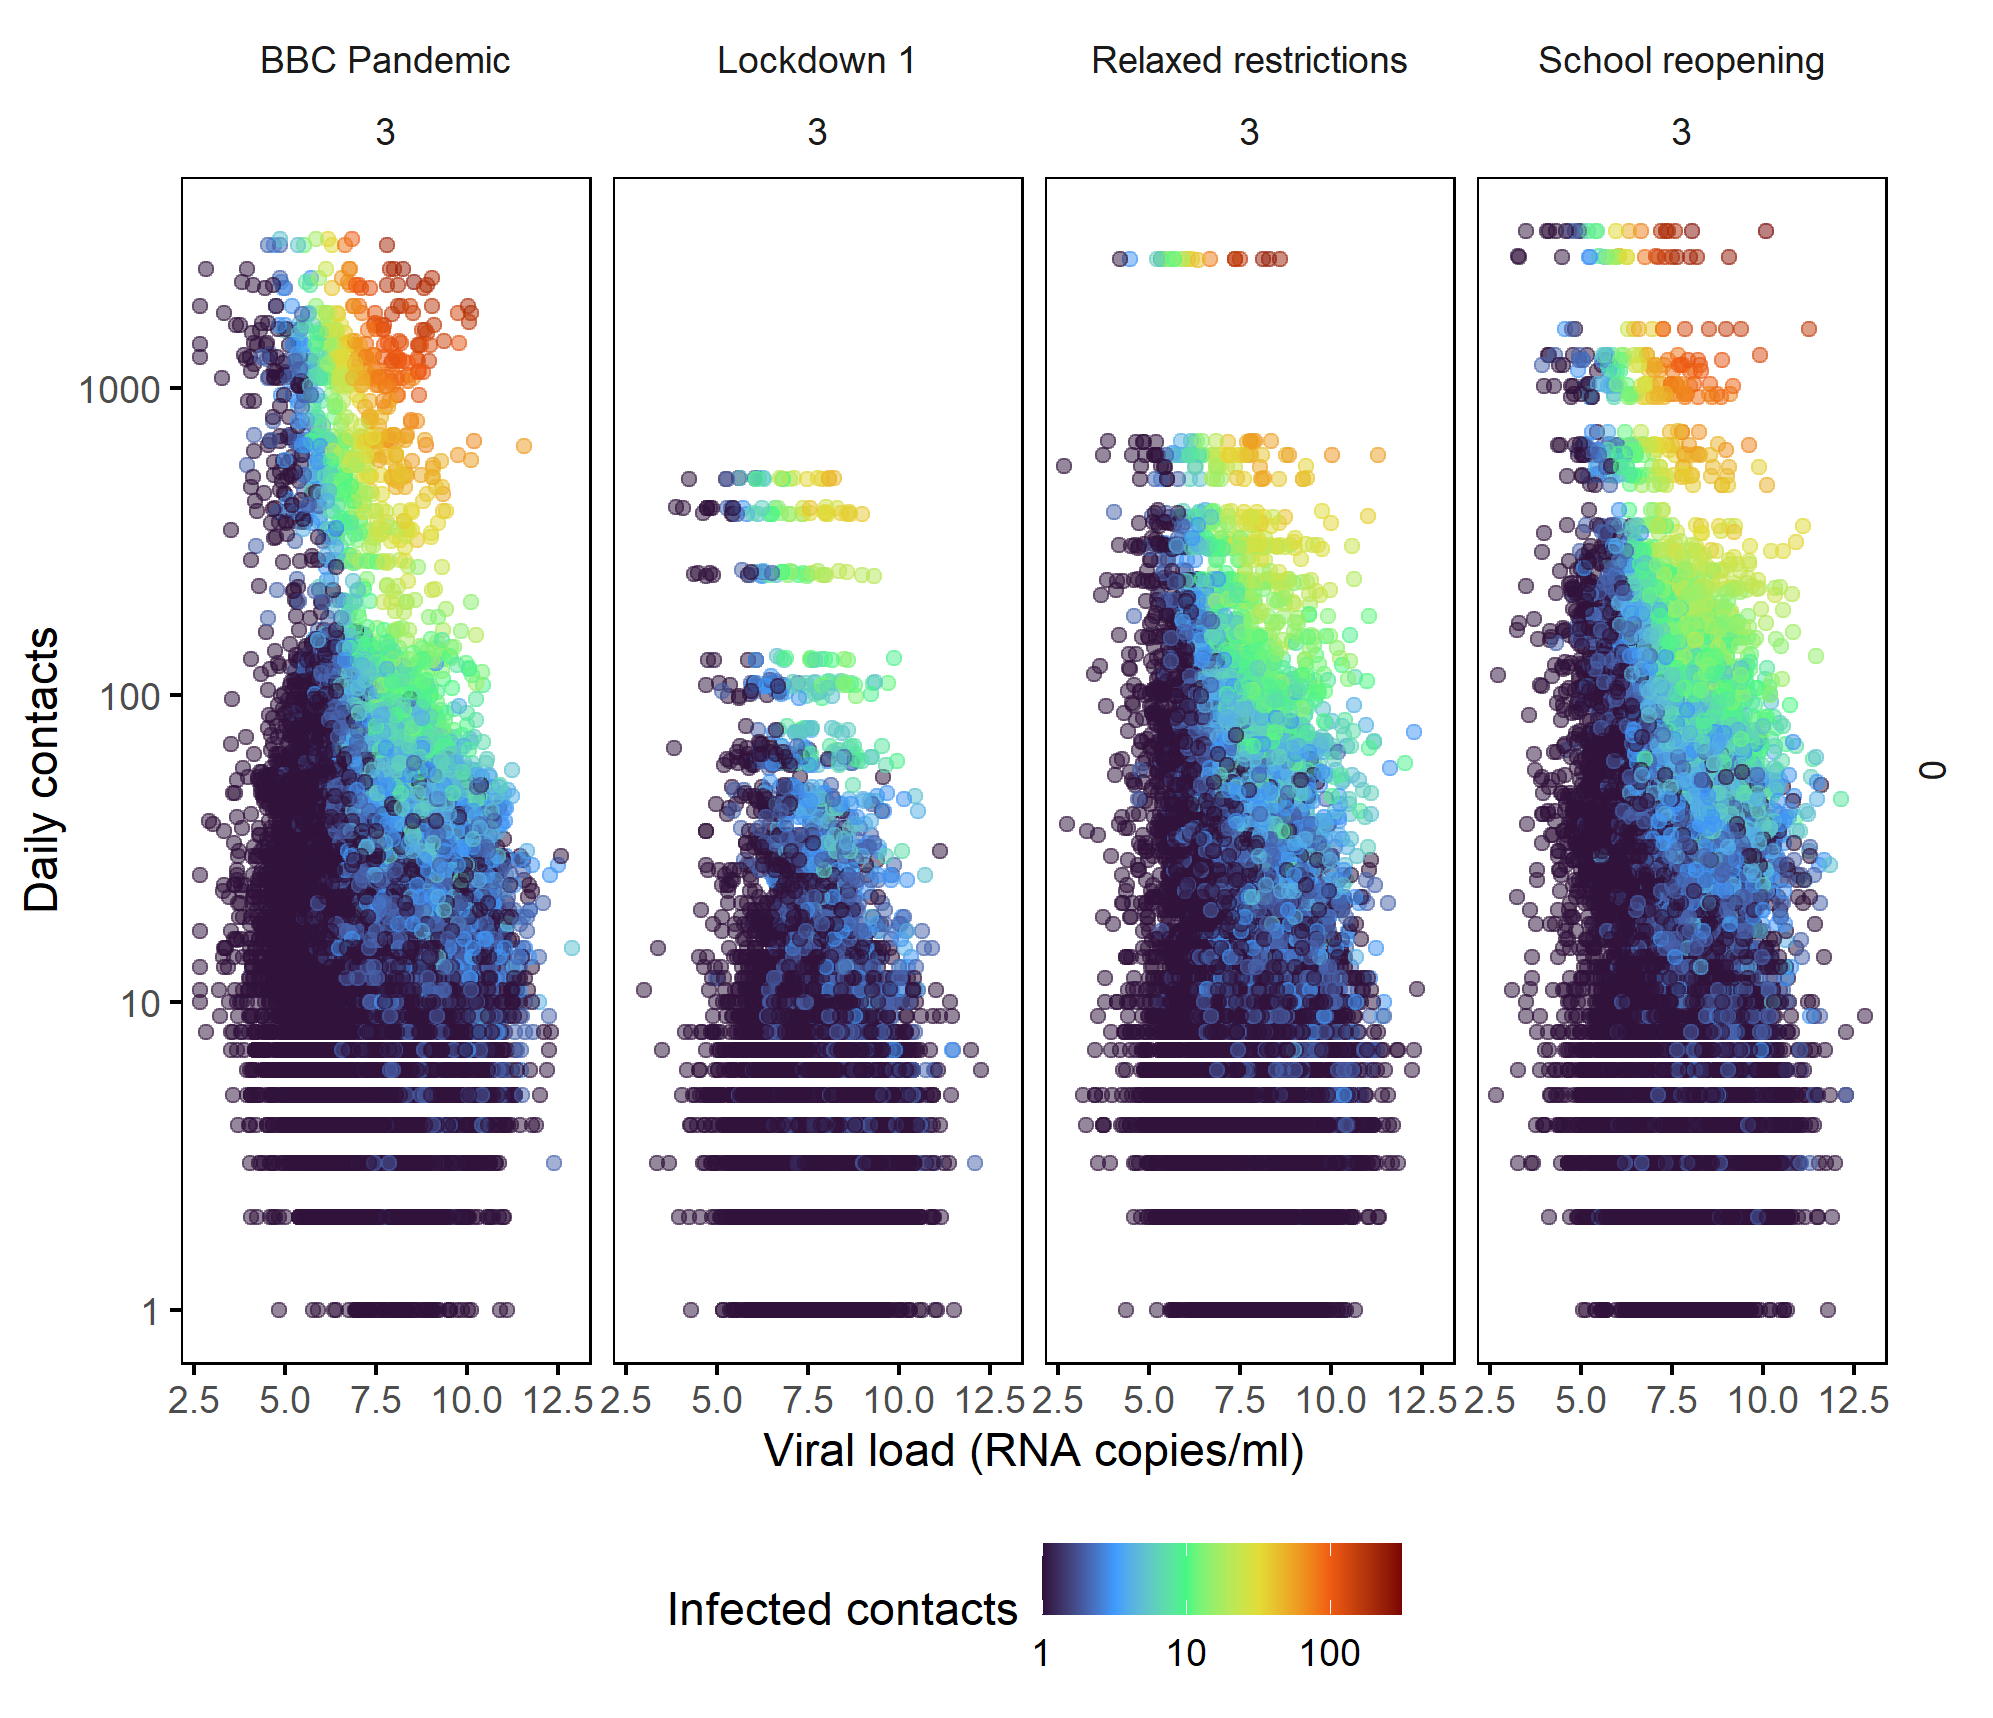 BBC Pandemic Lockdown 1 Relaxed restrictions School reopening
3 3 3 3
1000
100
10
1
Daily contacts
0
2.5 5.0 7.5 10.0 12.5 2.5 5.0 7.5 10.0 12.5 2.5 5.0 7.5 10.0 12.5 2.5 5.0 7.5 10.0 12.5
Viral load (RNA copies/ml)
Infected contacts
1 10 100